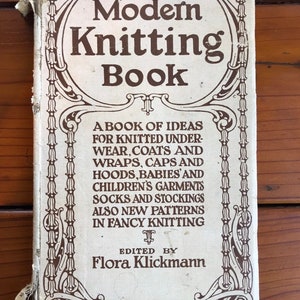 Modern
Knitting
Book
A BOOK OF IDEAS
FOR KNITTED UNDER-
WEAR, COATS AND
WRAPS, CAPS AND
HOODS, BABIES' AND
CHILDREN'S GARMENTS
SOCKS AND STOCKINGS
ALSO NEW PATTERNS
IN FANCY KNITTING
EDITED BY
Flora Klickmann